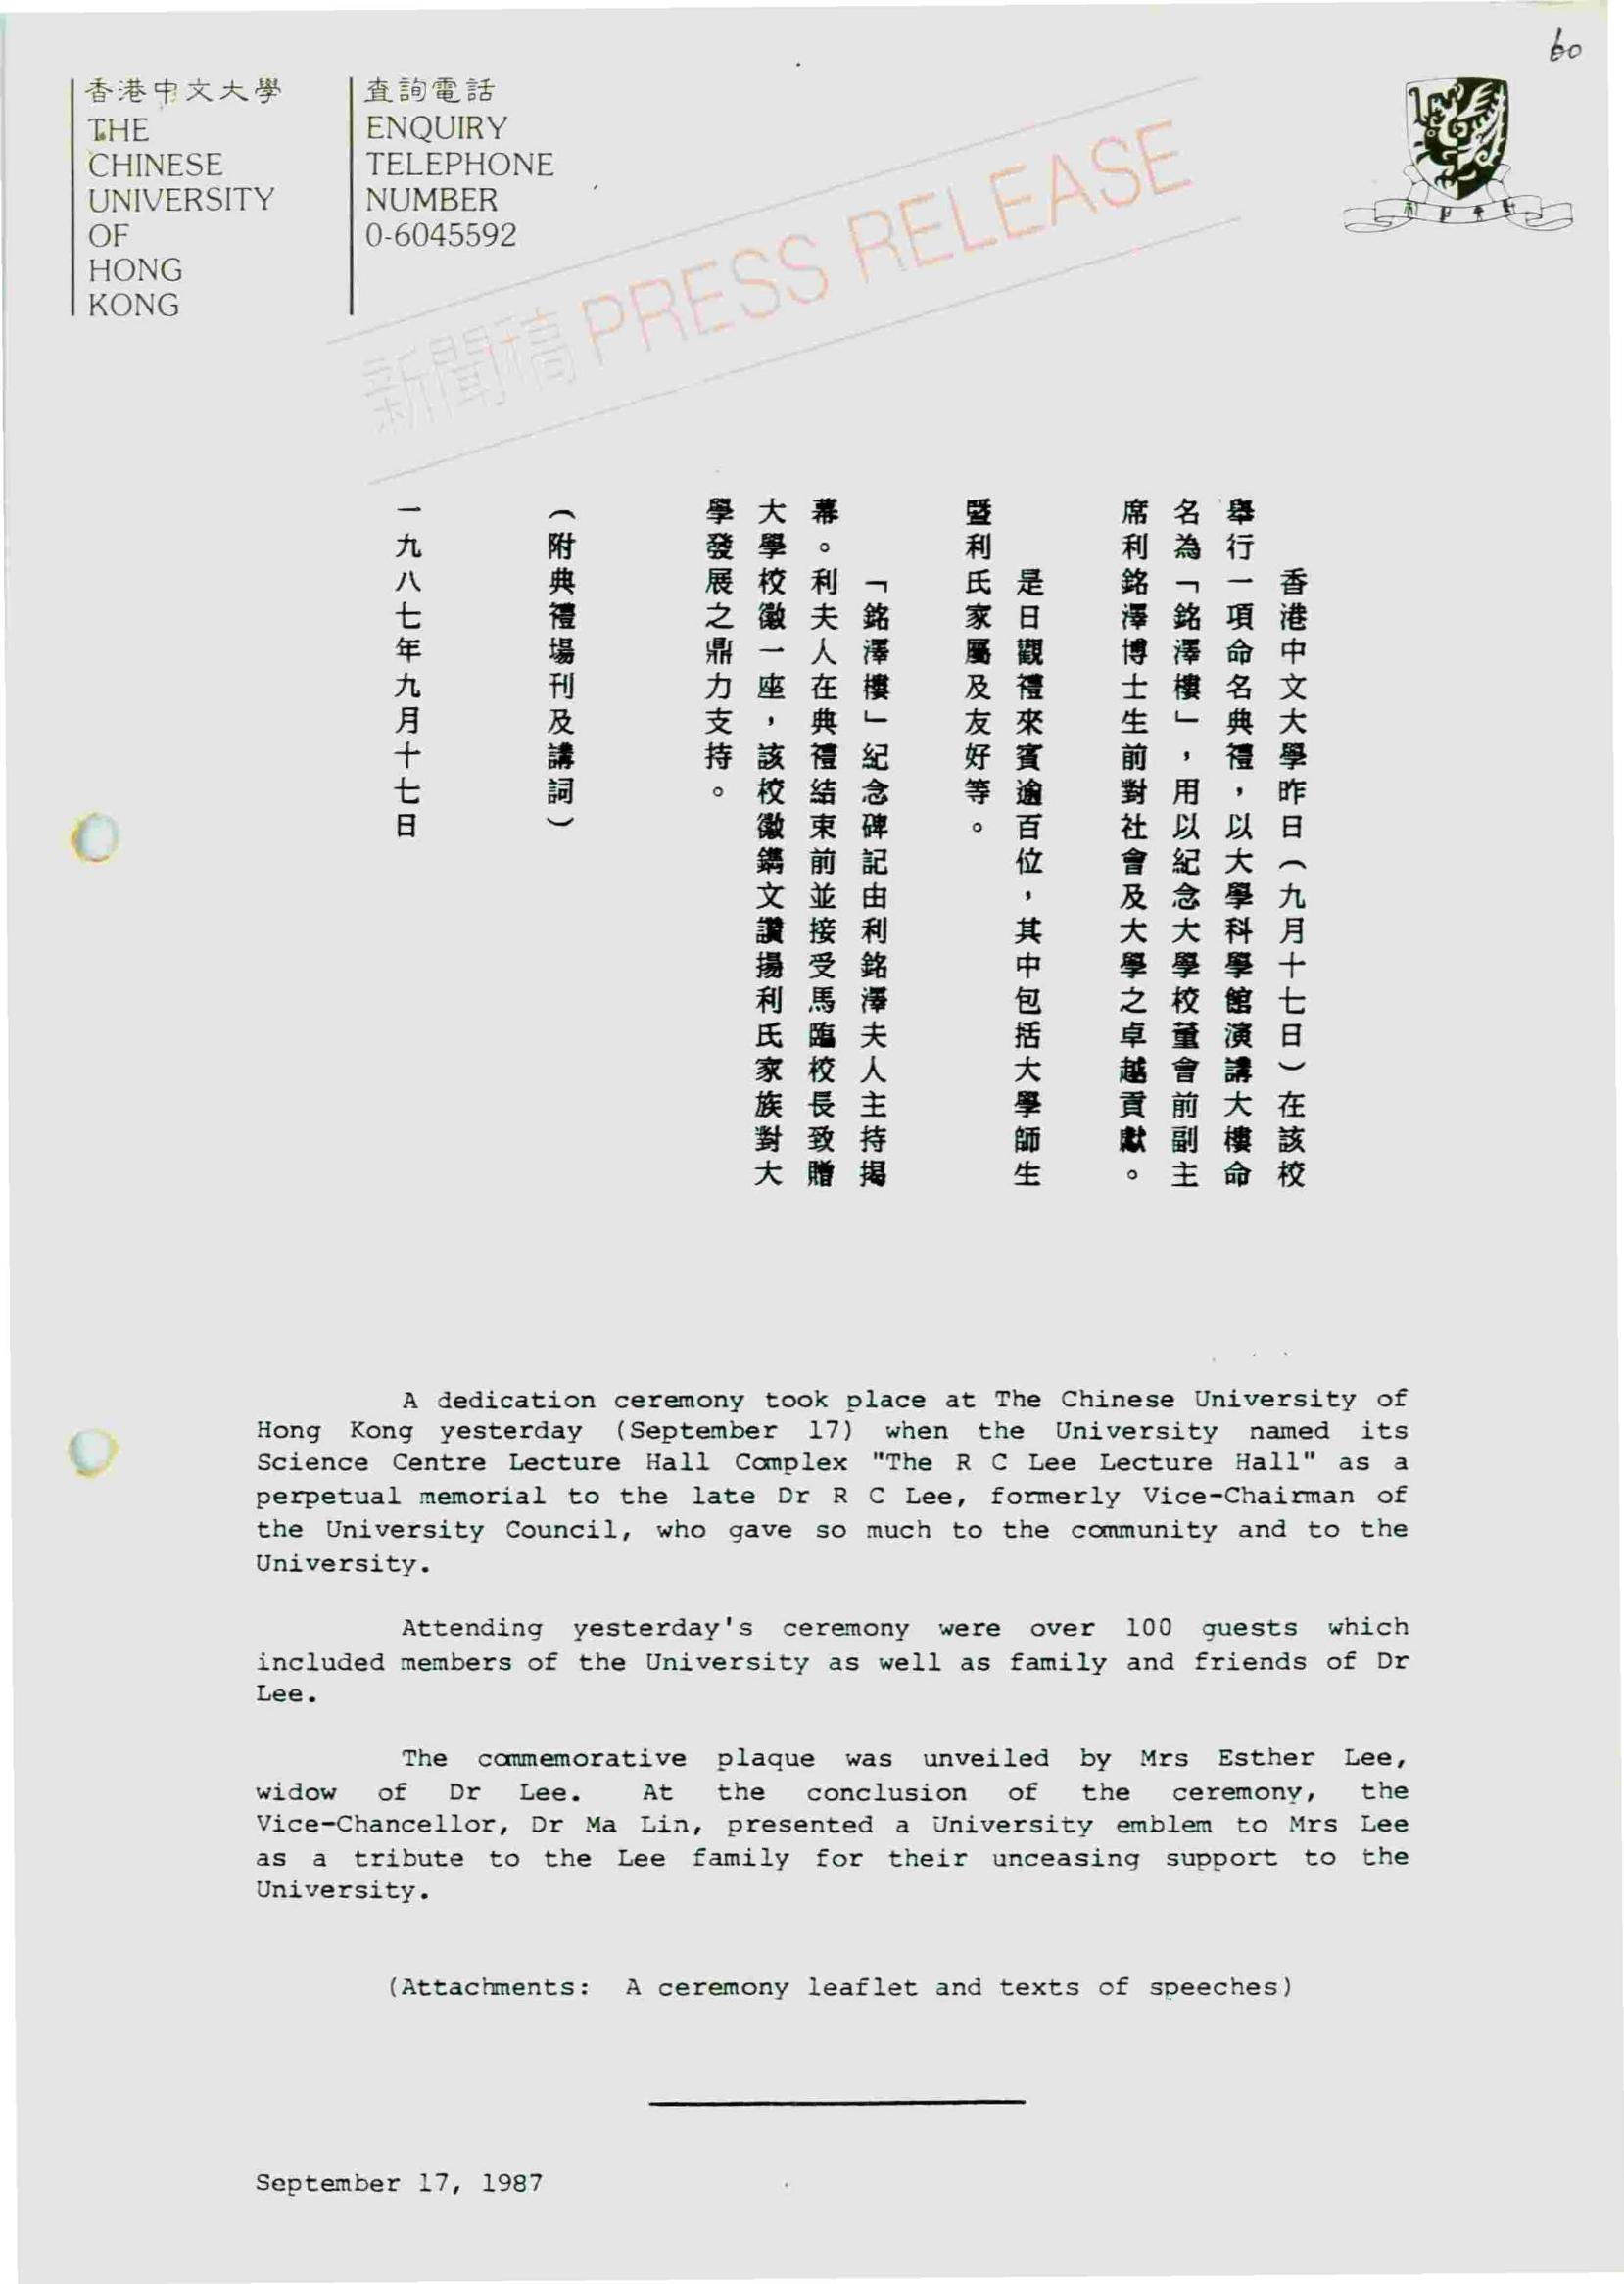 60
香港中文大學
THE
CHINESE
UNIVERSITY
OF
HONG
KONG
查詢電話
ENQUIRY
TELEPHONE
NUMBER
0-6045592
新聞稿 PRESS RELEASE
香港中文大學昨日（九月十七日）在該校
舉行一項命名典禮，以大學科學館演講大樓命
名為「銘澤樓」，用以紀念大學校董會前副主
席利銘澤博士生前對社會及大學之卓越貢獻。
是日觀禮來賓逾百位，其中包括大學師生
暨利氏家屬及友好等。
「銘澤樓」紀念碑記由利銘澤夫人主持揭
幕。利夫人在典禮結束前並接受馬臨校長致贈
大學校徽一座，該校徽鐫文讚揚利氏家族對大
學發展之鼎力支持。
（附典禮場刊及講詞）
一九八七年九月十七日
A dedication ceremony took place at The Chinese University of
Hong Kong yesterday (September 17) when the University named its
Science Centre Lecture Hall Complex "The R C Lee Lecture Hall" as a
perpetual memorial to the late Dr R C Lee, formerly Vice-Chairman of
the University Council, who gave so much to the community and to the
University.
Attending yesterday's ceremony were over 100 guests which
included members of the University as well as family and friends of Dr
Lee.
The commemorative plaque was unveiled by Mrs Esther Lee,
widow of Dr Lee. At the conclusion of the ceremony, the
Vice-Chancellor, Dr Ma Lin, presented a University emblem to Mrs Lee
as a tribute to the Lee family for their unceasing support to the
University.
(Attachments: A ceremony leaflet and texts of speeches)
September 17, 1987